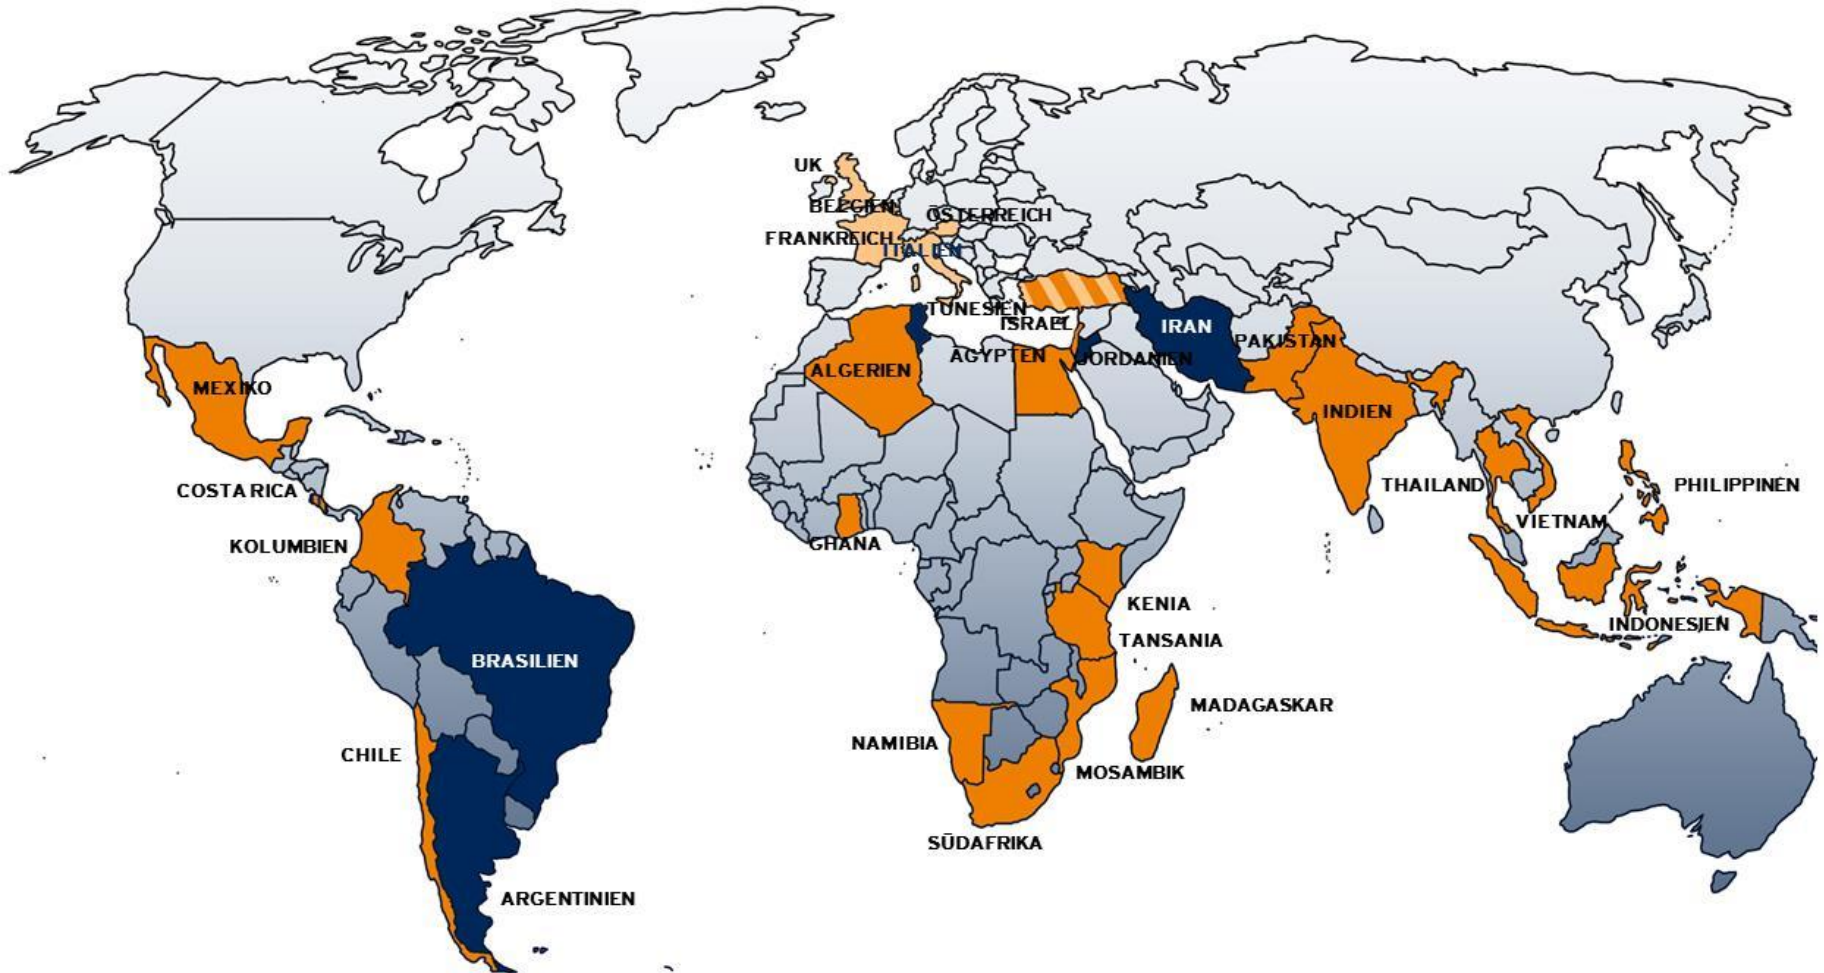 UK
BELGIEN
ÖSTERREICH
FRANKREICH
ITALIEN
TUNESIEN
ISRAEL
IRAN
PAKISTAN
ÄGYPTEN
JORDANIEN
ALGERIEN
MEXIKO
INDIEN
COSTA RICA
THAILAND
PHILIPPINEN
VIETNAM
KOLUMBIEN
GHANA
KENIA
INDONESIEN
TANSANIA
BRASILIEN
MADAGASKAR
NAMIBIA
CHILE
MOSAMBIK
SÜDAFRIKA
ARGENTINIEN